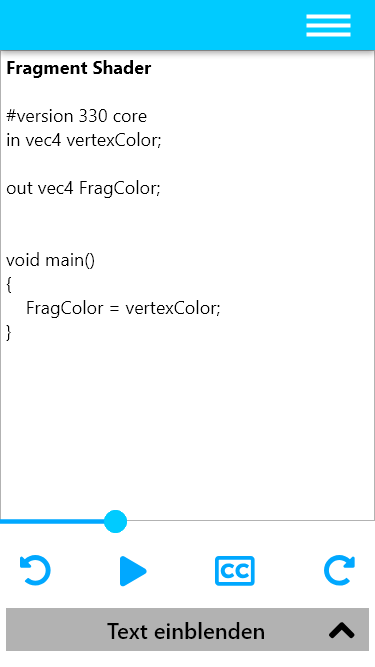 Fragment Shader
#version 330 core
in vec4 vertexColor;
out vec4 FragColor;
void main()
{
FragColor = vertexColor;
}
CC
Text einblenden